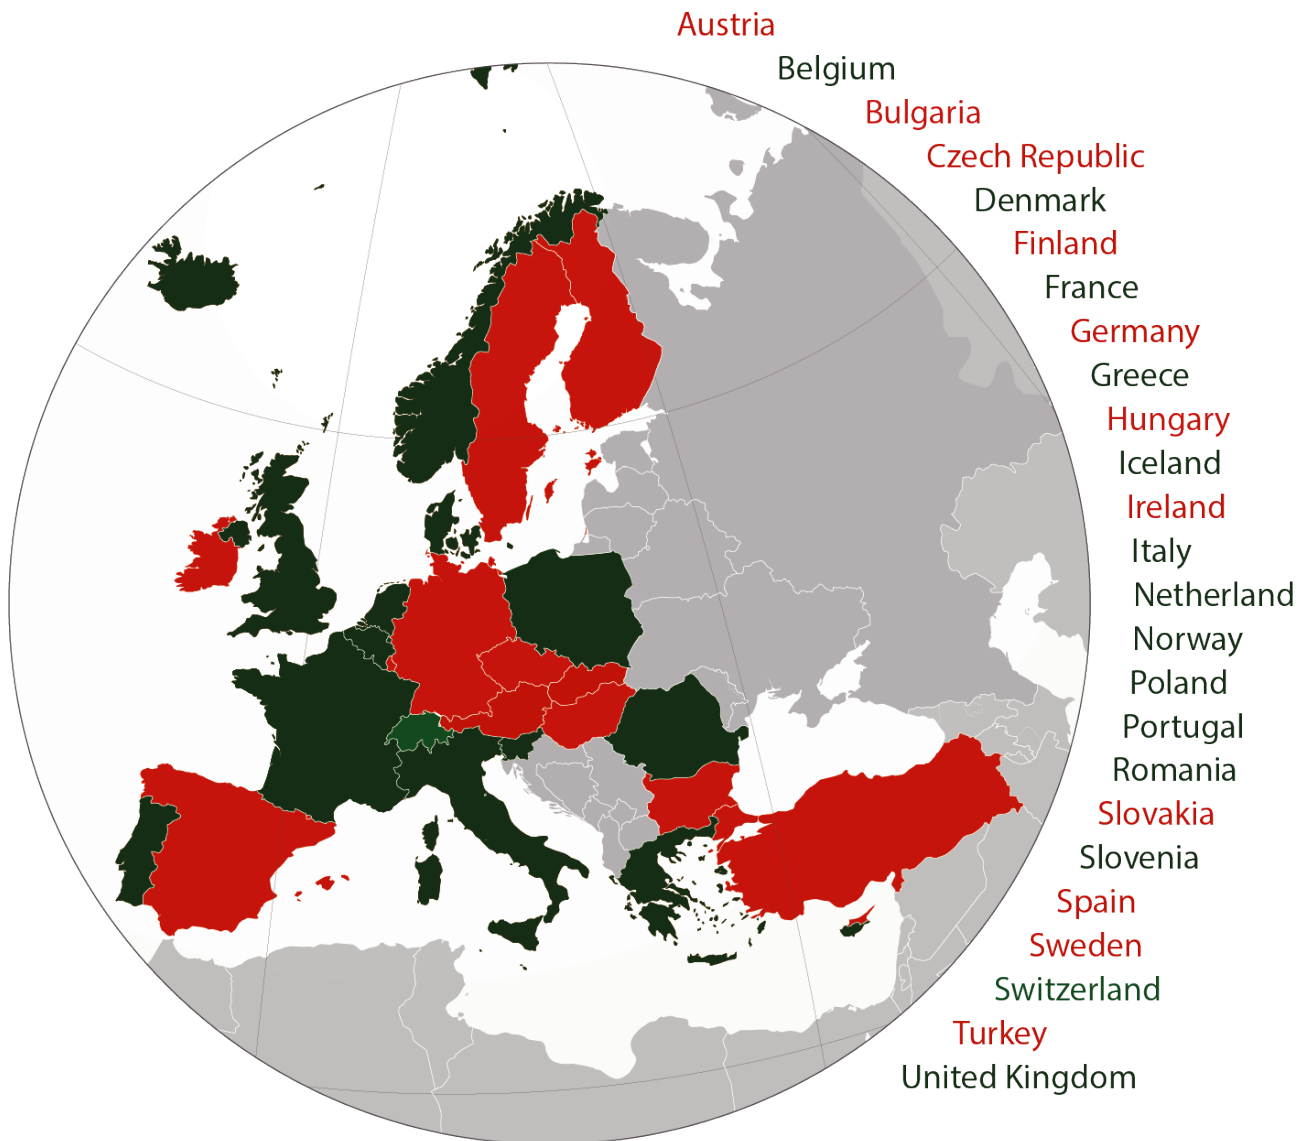 Austria
Belgium
Bulgaria
Czech Republic
Denmark
Finland
France
Germany
Greece
Hungary
Iceland
Ireland
Italy
Netherland
Norway
Poland
Portugal
Romania
Slovakia
Slovenia
Spain
Sweden
Switzerland
Turkey
United Kingdom